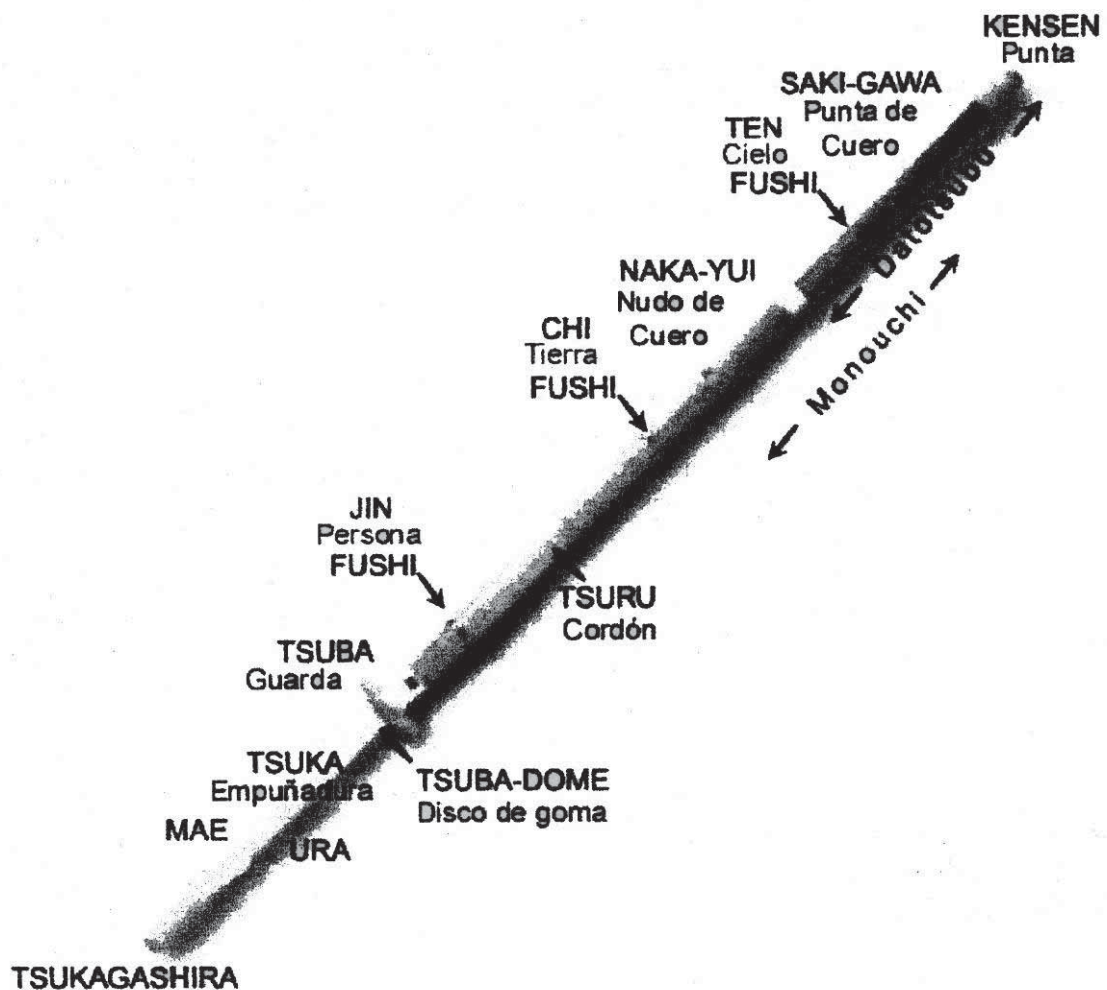 KENSEN
Punta
SAKI-GAWA
Punta de
Cuero
TEN
Cielo
FUSHI
Datotsubu
Monouchi
NAKA-YUI
Nudo de
Cuero
CHI
Tierra
FUSHI
JIN
Persona
FUSHI
TSURU
Cordón
TSUBA
Guarda
TSUKA
Empuñadura
TSUBA-DOME
Disco de goma
MAE
URA
TSUKAGASHIRA